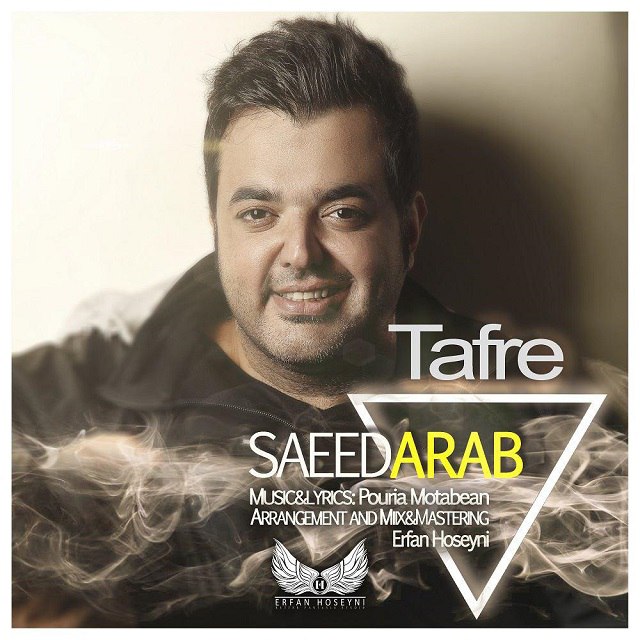 Tafre
SAEEDARAB
MUSIC&LYRICS: Pouria Motabean
ARRANGEMENT AND MIX&MASTERING
Erfan Hoseyni
H
ERFAN HOSEYNI